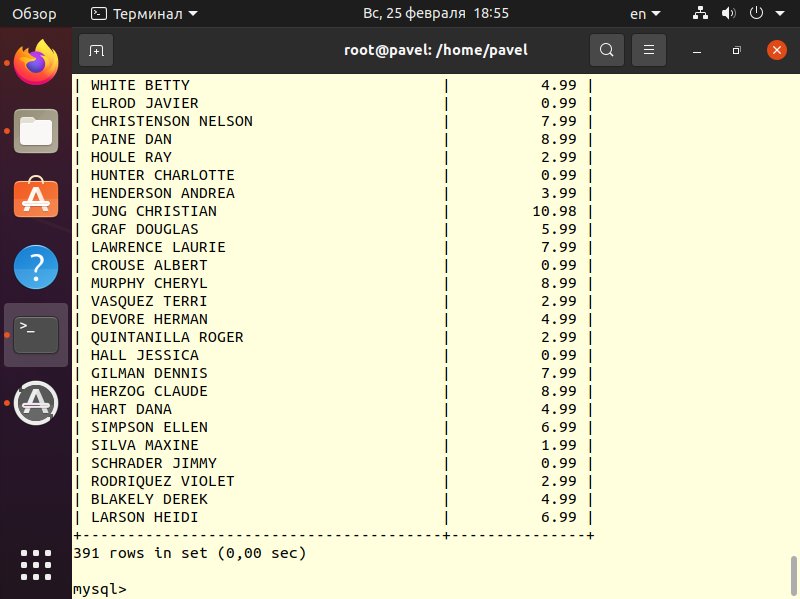 Обзор Терминал Вс, 25 февраля 18:55 en
root@pavel: /home/pavel
| WHITE BETTY | 4.99 |
| ELROD JAVIER | 0.99 |
| CHRISTENSON NELSON | 7.99 |
| PAINE DAN | 8.99 |
| HOULE RAY | 2.99 |
| HUNTER CHARLOTTE | 0.99 |
| HENDERSON ANDREA | 3.99 |
| JUNG CHRISTIAN | 10.98 |
| GRAF DOUGLAS | 5.99 |
| LAWRENCE LAURIE | 7.99 |
| CROUSE ALBERT | 0.99 |
| MURPHY CHERYL | 8.99 |
| VASQUEZ TERRI | 2.99 |
| DEVORE HERMAN | 4.99 |
| QUINTANILLA ROGER | 2.99 |
| HALL JESSICA | 0.99 |
| GILMAN DENNIS | 7.99 |
| HERZOG CLAUDE | 8.99 |
| HART DANA | 4.99 |
| SIMPSON ELLEN | 6.99 |
| SILVA MAXINE | 1.99 |
| SCHRADER JIMMY | 0.99 |
| RODRIQUEZ VIOLET | 2.99 |
| BLAKELY DEREK | 4.99 |
| LARSON HEIDI | 6.99 |
+----------------------------------------+---------------+
391 rows in set (0,00 sec)
mysql>